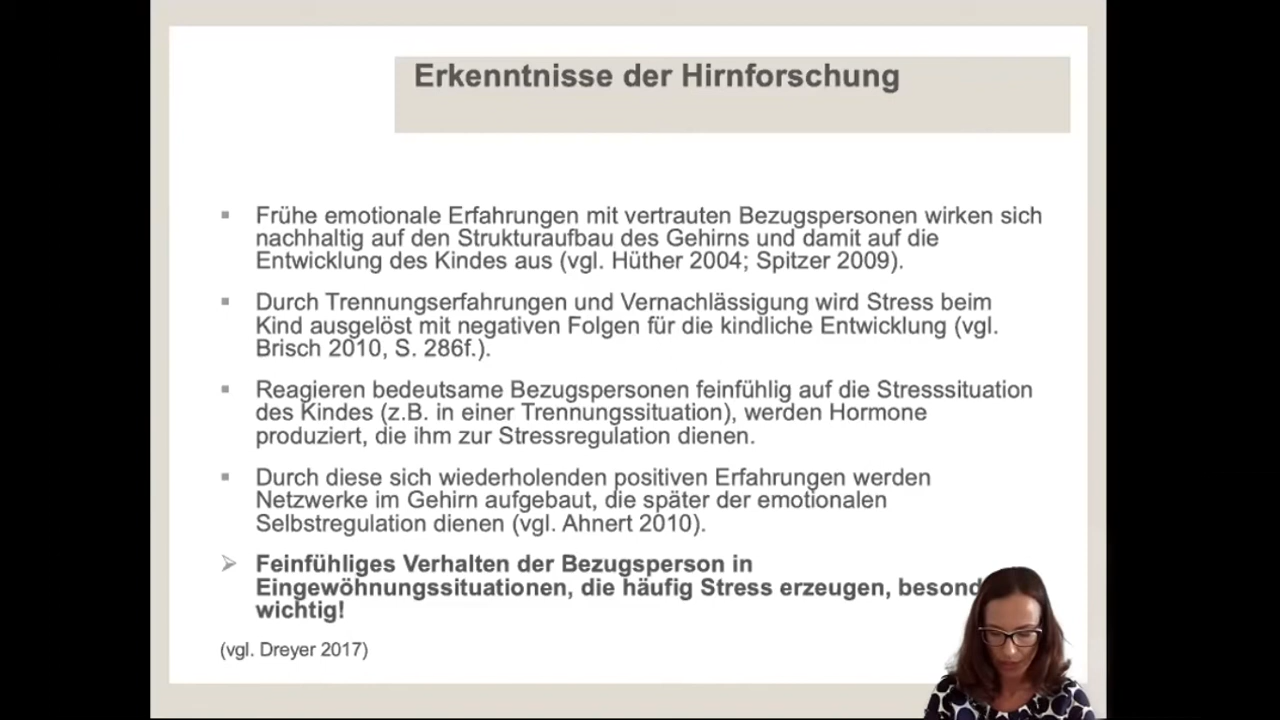 Erkenntnisse der Hirnforschung
Frühe emotionale Erfahrungen mit vertrauten Bezugspersonen wirken sich
nachhaltig auf den Strukturaufbau des Gehirns und damit auf die
Entwicklung des Kindes aus (vgl. Hüther 2004; Spitzer 2009).
Durch Trennungserfahrungen und Vernachlässigung wird Stress beim
Kind ausgelöst mit negativen Folgen für die kindliche Entwicklung (vgl.
Brisch 2010, S. 286f.).
Reagieren bedeutsame Bezugspersonen feinfühlig auf die Stresssituation
des Kindes (z.B. in einer Trennungssituation), werden Hormone
produziert, die ihm zur Stressregulation dienen.
Durch diese sich wiederholenden positiven Erfahrungen werden
Netzwerke im Gehirn aufgebaut, die später der emotionalen
Selbstregulation dienen (vgl. Ahnert 2010).
Feinfühliges Verhalten der Bezugsperson in
Eingewöhnungssituationen, die häufig Stress erzeugen,
wichtig!
(vgl. Dreyer 2017)